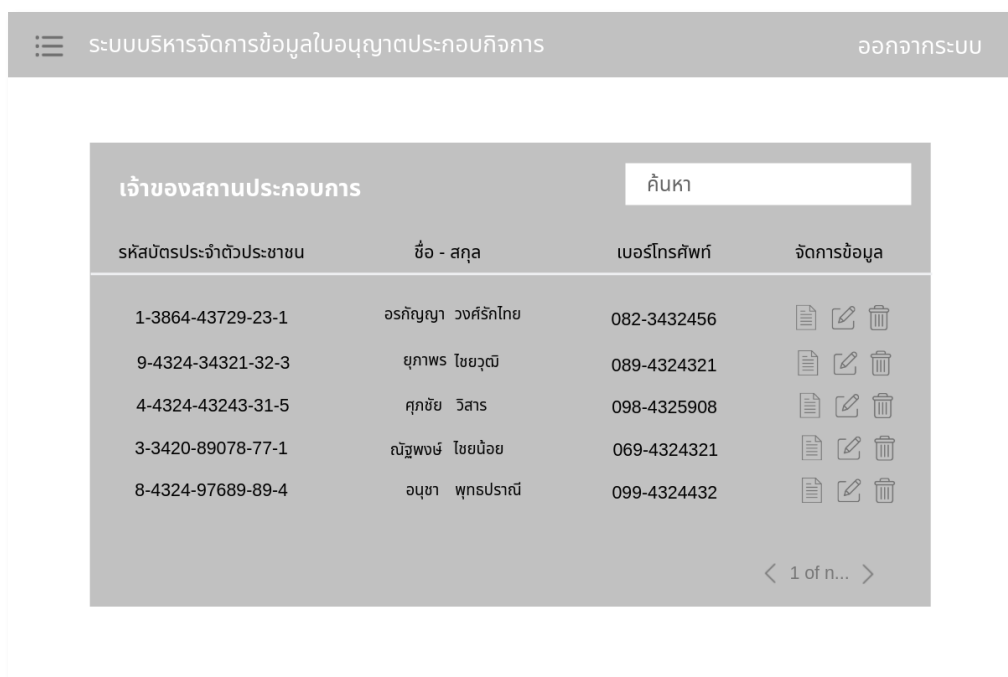 ระบบบริหารจัดการข้อมูลใบอนุญาตประกอบกิจการ ออกจากระบบ
เจ้าของสถานประกอบการ ค้นหา
รหัสบัตรประจำตัวประชาชน ชื่อ - สกุล เบอร์โทรศัพท์ จัดการข้อมูล
1-3864-43729-23-1 อรกัญญา วงศ์รักไทย 082-3432456
9-4324-34321-32-3 ยุภาพร ไชยวุฒิ 089-4324321
4-4324-43243-31-5 ศุภชัย วิสาร 098-4325908
3-3420-89078-77-1 ณัฐพงษ์ ไชยน้อย 069-4324321
8-4324-97689-89-4 อนุชา พุทธปราณี 099-4324432
1 of n...